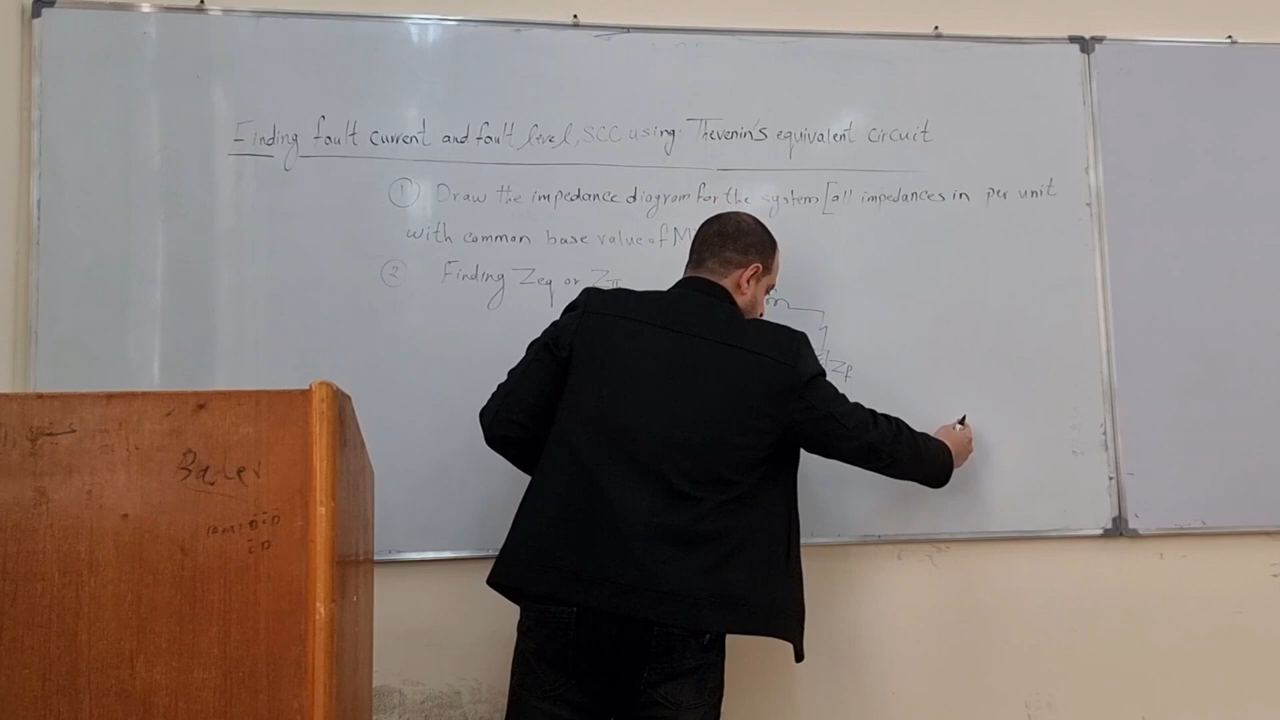 Finding fault current and fault level, SCC using Thevenin's equivalent circuit
① Draw the impedance diagram for the system [all impedances in per unit
with common base value of M
② Finding Zeq or Z
Zf
Bader